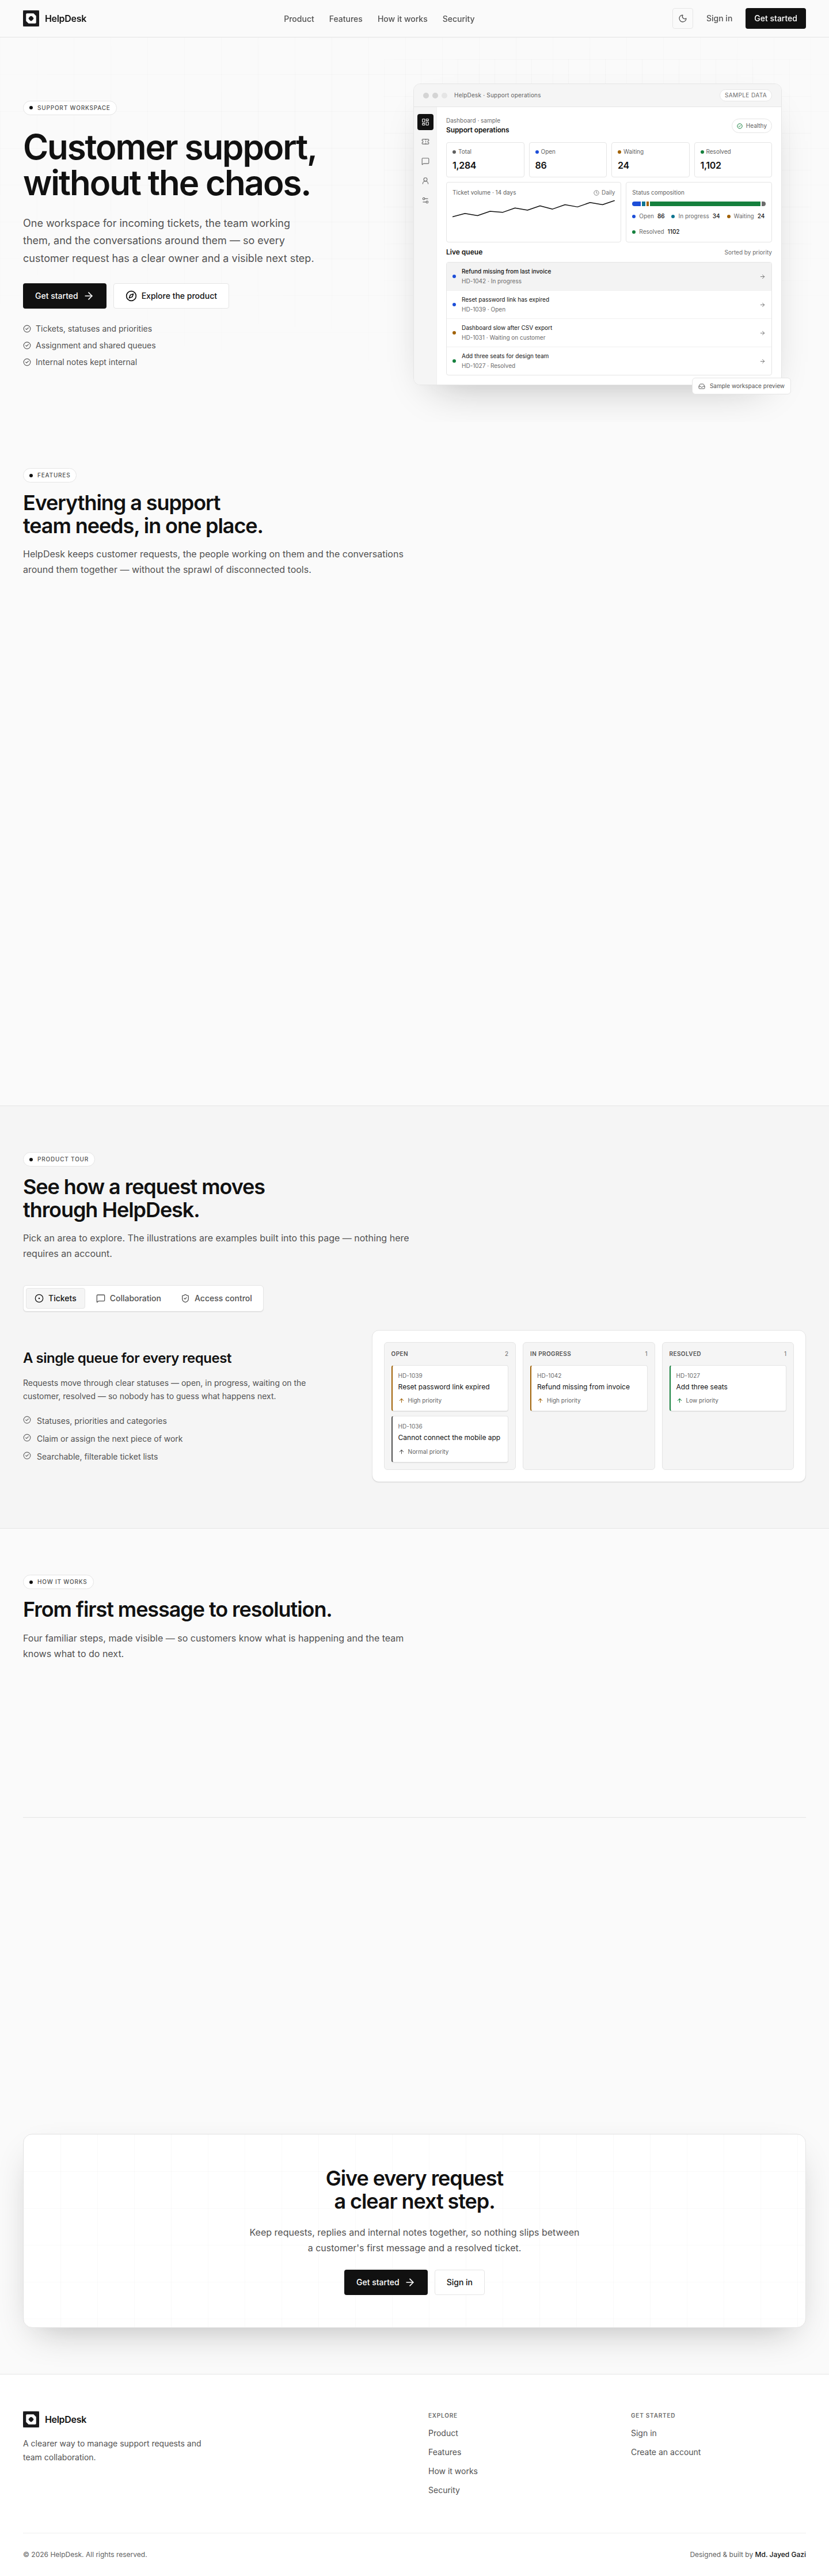 HelpDesk
Product
Features
How it works
Security
Sign in
Get started
SUPPORT WORKSPACE
Customer support,
without the chaos.
One workspace for incoming tickets, the team working
them, and the conversations around them — so every
customer request has a clear owner and a visible next step.
Get started
Explore the product
Tickets, statuses and priorities
Assignment and shared queues
Internal notes kept internal
HelpDesk · Support operations
SAMPLE DATA
Dashboard · sample
Support operations
Healthy
Total
1,284
Open
86
Waiting
24
Resolved
1,102
Ticket volume · 14 days
Daily
Status composition
Open 86
In progress 34
Waiting 24
Resolved 1102
Live queue
Sorted by priority
Refund missing from last invoice
HD-1042 · In progress
Reset password link has expired
HD-1039 · Open
Dashboard slow after CSV export
HD-1031 · Waiting on customer
Add three seats for design team
HD-1027 · Resolved
Sample workspace preview
FEATURES
Everything a support
team needs, in one place.
HelpDesk keeps customer requests, the people working on them and the conversations
around them together — without the sprawl of disconnected tools.
PRODUCT TOUR
See how a request moves
through HelpDesk.
Pick an area to explore. The illustrations are examples built into this page — nothing here
requires an account.
Tickets
Collaboration
Access control
A single queue for every request
Requests move through clear statuses — open, in progress, waiting on the
customer, resolved — so nobody has to guess what happens next.
Statuses, priorities and categories
Claim or assign the next piece of work
Searchable, filterable ticket lists
OPEN 2
HD-1039
Reset password link expired
High priority
HD-1036
Cannot connect the mobile app
Normal priority
IN PROGRESS 1
HD-1042
Refund missing from invoice
High priority
RESOLVED 1
HD-1027
Add three seats
Low priority
HOW IT WORKS
From first message to resolution.
Four familiar steps, made visible — so customers know what is happening and the team
knows what to do next.
Give every request
a clear next step.
Keep requests, replies and internal notes together, so nothing slips between
a customer's first message and a resolved ticket.
Get started
Sign in
HelpDesk
A clearer way to manage support requests and
team collaboration.
EXPLORE
Product
Features
How it works
Security
GET STARTED
Sign in
Create an account
© 2026 HelpDesk. All rights reserved.
Designed & built by Md. Jayed Gazi